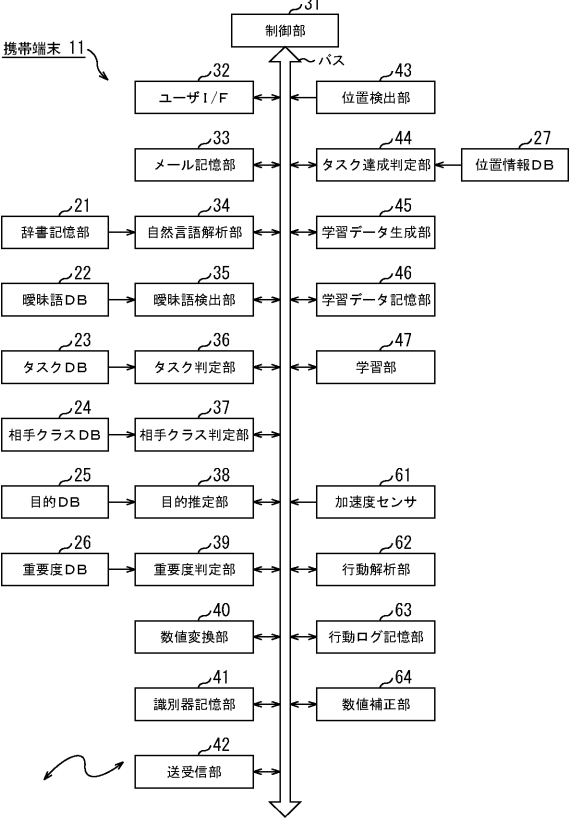 31
制御部
携帯端末 11
バス
32
ユーザI/F
43
位置検出部
33
メール記憶部
44
タスク達成判定部
27
位置情報DB
21
辞書記憶部
34
自然言語解析部
45
学習データ生成部
22
曖昧語DB
35
曖昧語検出部
46
学習データ記憶部
23
タスクDB
36
タスク判定部
47
学習部
24
相手クラスDB
37
相手クラス判定部
25
目的DB
38
目的推定部
61
加速度センサ
26
重要度DB
39
重要度判定部
62
行動解析部
40
数値変換部
63
行動ログ記憶部
41
識別器記憶部
64
数値補正部
42
送受信部